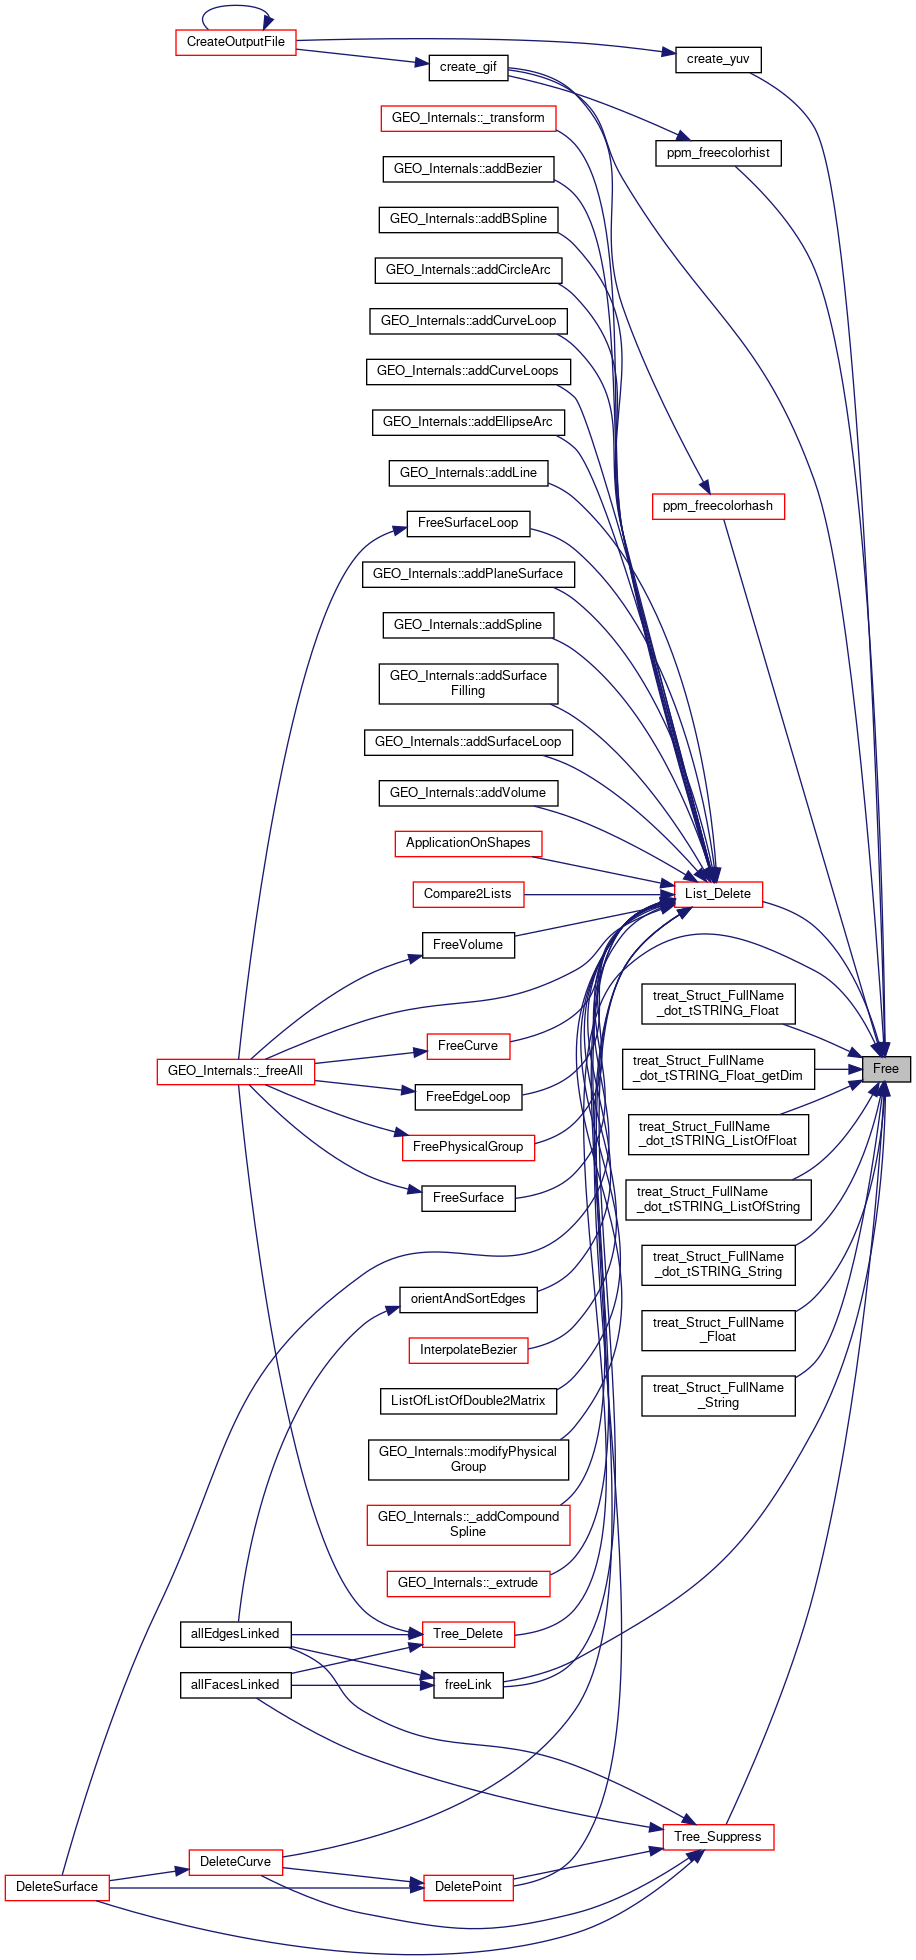 CreateOutputFile
create_yuv
create_gif
GEO_Internals::_transform
ppm_freecolorhist
GEO_Internals::addBezier
GEO_Internals::addBSpline
GEO_Internals::addCircleArc
GEO_Internals::addCurveLoop
GEO_Internals::addCurveLoops
GEO_Internals::addEllipseArc
GEO_Internals::addLine
ppm_freecolorhash
FreeSurfaceLoop
GEO_Internals::addPlaneSurface
GEO_Internals::addSpline
GEO_Internals::addSurface
Filling
GEO_Internals::addSurfaceLoop
GEO_Internals::addVolume
ApplicationOnShapes
Compare2Lists
List_Delete
FreeVolume
treat_Struct_FullName
_dot_tSTRING_Float
FreeCurve
GEO_Internals::_freeAll
treat_Struct_FullName
_dot_tSTRING_Float_getDim
Free
FreeEdgeLoop
treat_Struct_FullName
_dot_tSTRING_ListOfFloat
FreePhysicalGroup
FreeSurface
treat_Struct_FullName
_dot_tSTRING_ListOfString
treat_Struct_FullName
_dot_tSTRING_String
orientAndSortEdges
treat_Struct_FullName
_Float
InterpolateBezier
treat_Struct_FullName
_String
ListOfListOfDouble2Matrix
GEO_Internals::modifyPhysical
Group
GEO_Internals::_addCompound
Spline
GEO_Internals::_extrude
allEdgesLinked
Tree_Delete
allFacesLinked
freeLink
Tree_Suppress
DeleteCurve
DeleteSurface
DeletePoint